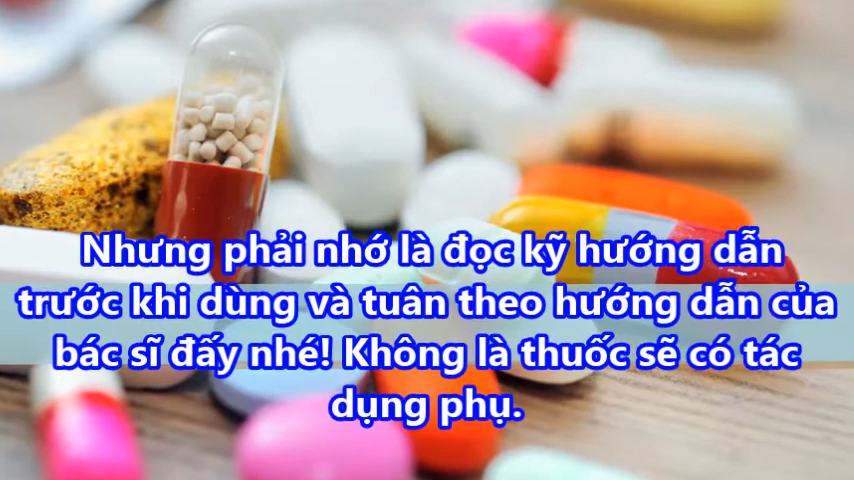 Nhưng phải nhớ là đọc kỹ hướng dẫn
trước khi dùng và tuân theo hướng dẫn của
bác sĩ đấy nhé! Không là thuốc sẽ có tác
dụng phụ.